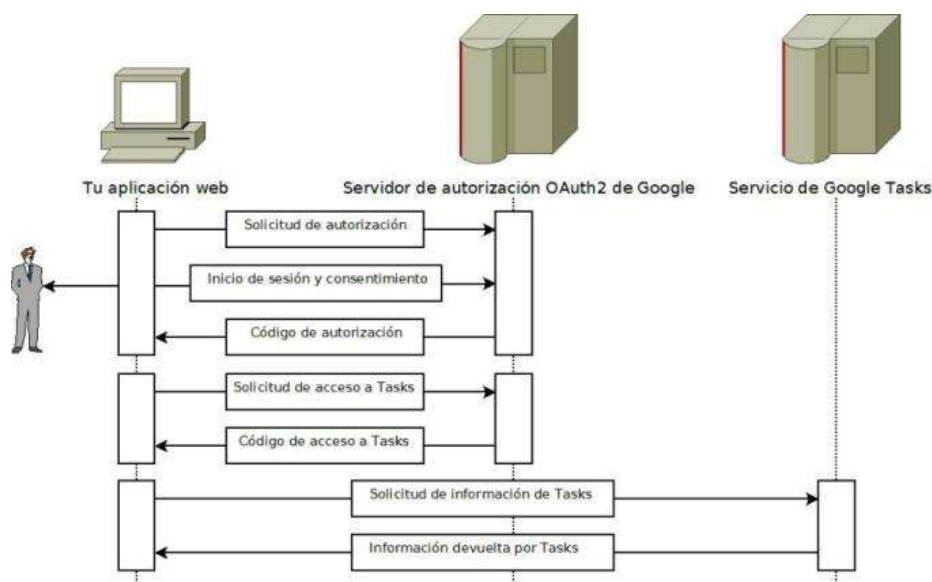 Tu aplicación web
Servidor de autorización OAuth2 de Google
Servicio de Google Tasks
Solicitud de autorización
Inicio de sesión y consentimiento
Código de autorización
Solicitud de acceso a Tasks
Código de acceso a Tasks
Solicitud de información de Tasks
Información devuelta por Tasks